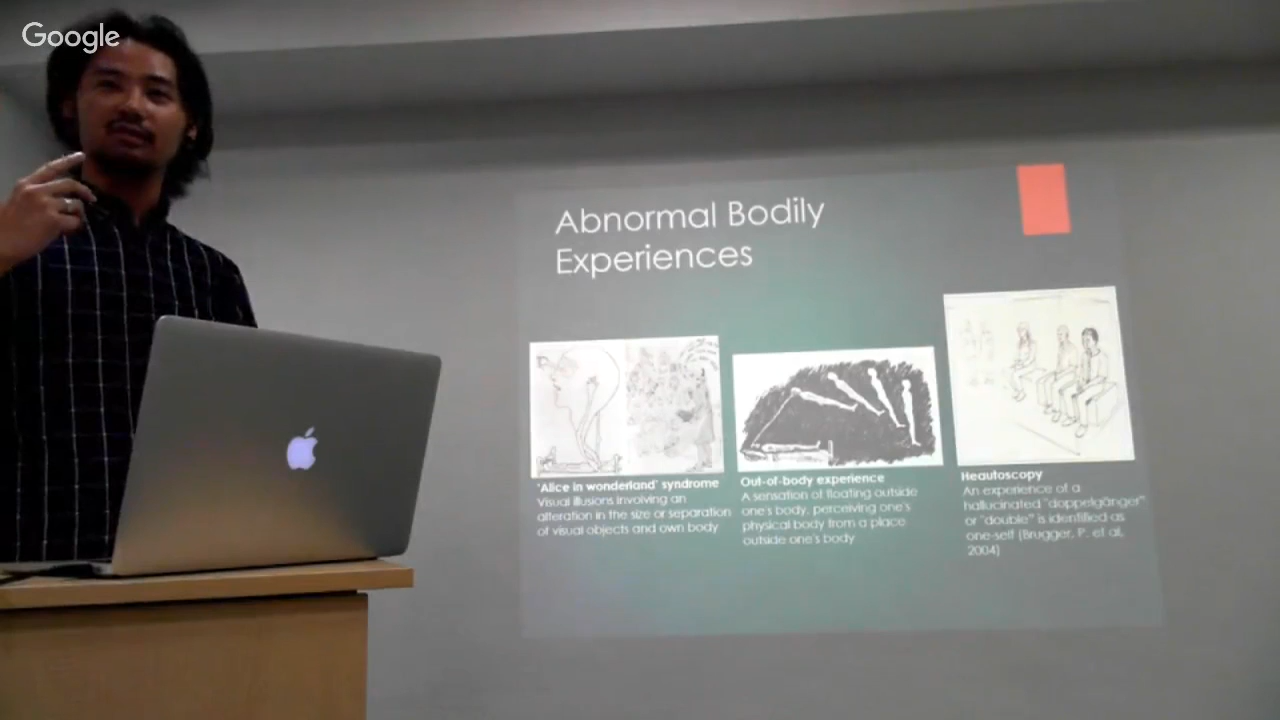 Google
Abnormal Bodily
Experiences
'Alice in wonderland' syndrome
Visual illusions involving an
alteration in the size or separation
of visual objects and own body
Out-of-body experience
A sensation of floating outside
one's body, perceiving one's
physical body from a place
outside one's body
Heautoscopy
An experience of a
hallucinated "doppelgänger"
or "double" is identified as
one-self (Brugger, P. et al,
2004)